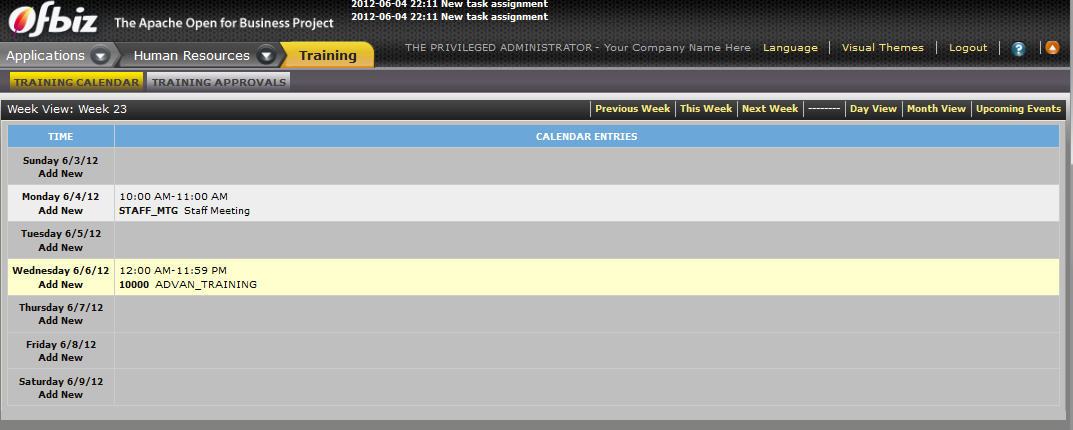 2012-06-04 22:11 New task assignment
2012-06-04 22:11 New task assignment
Ofbiz The Apache Open for Business Project
Applications Human Resources Training
THE PRIVILEGED ADMINISTRATOR - Your Company Name Here Language Visual Themes Logout ?
TRAINING CALENDAR TRAINING APPROVALS
Week View: Week 23 Previous Week This Week Next Week -------- Day View Month View Upcoming Events
TIME CALENDAR ENTRIES
Sunday 6/3/12
Add New
Monday 6/4/12 10:00 AM-11:00 AM
Add New STAFF_MTG Staff Meeting
Tuesday 6/5/12
Add New
Wednesday 6/6/12 12:00 AM-11:59 PM
Add New 10000 ADVAN_TRAINING
Thursday 6/7/12
Add New
Friday 6/8/12
Add New
Saturday 6/9/12
Add New